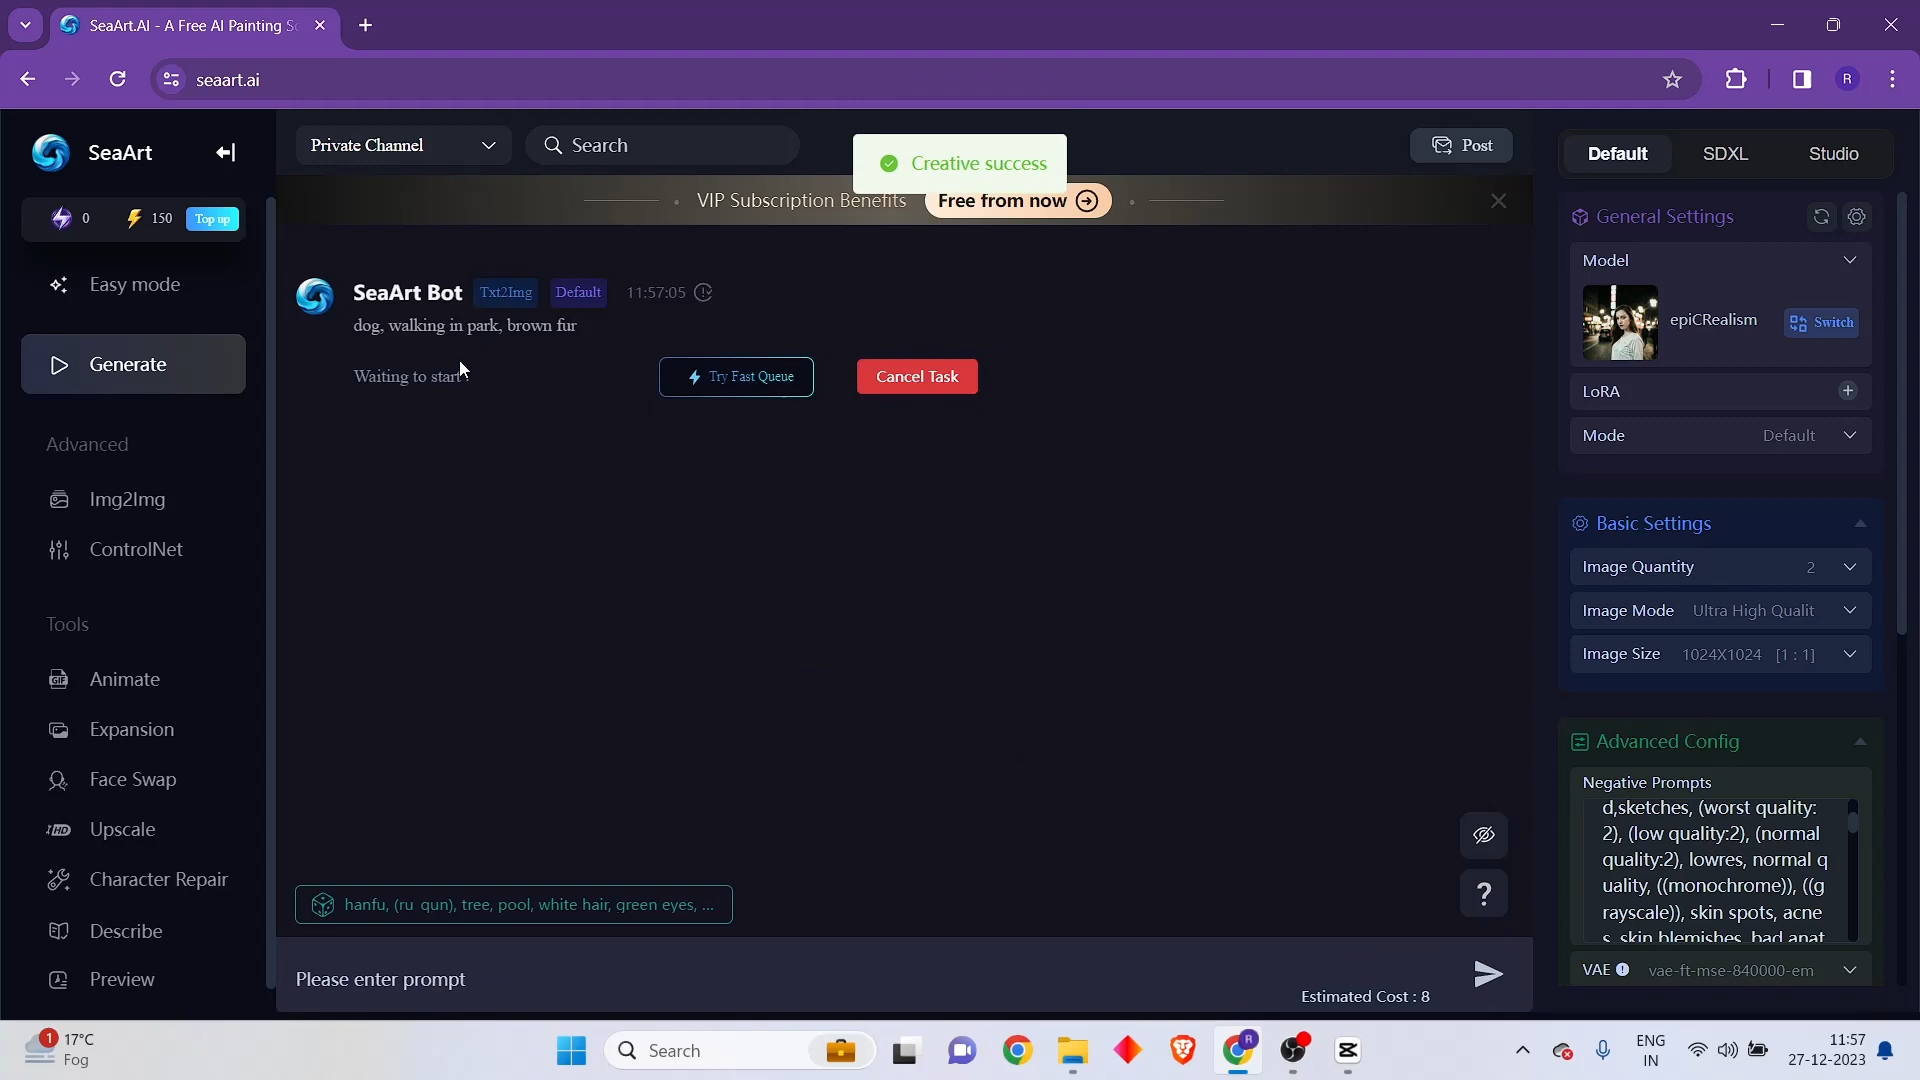 SeaArt.AI - A Free AI Painting
seaart.ai
R
SeaArt
0
150
Top up
Easy mode
Generate
Advanced
Img2Img
ControlNet
Tools
Animate
Expansion
Face Swap
Upscale
Character Repair
Describe
Preview
Private Channel
Search
Creative success
Post
VIP Subscription Benefits
Free from now
SeaArt Bot
Txt2Img
Default
11:57:05
dog, walking in park, brown fur
Waiting to start
Try Fast Queue
Cancel Task
hanfu, (ru qun), tree, pool, white hair, green eyes, ...
Please enter prompt
Estimated Cost : 8
?
Default
SDXL
Studio
General Settings
Model
epiCRealism
Switch
LoRA
Mode
Default
Basic Settings
Image Quantity
2
Image Mode
Ultra High Qualit
Image Size
1024X1024 [1 : 1]
Advanced Config
Negative Prompts
d,sketches, (worst quality:
2), (low quality:2), (normal
quality:2), lowres, normal q
uality, ((monochrome)), ((g
rayscale)), skin spots, acne
s, skin blemishes, bad anat
VAE
vae-ft-mse-840000-em
1
17°C
Fog
Search
R
ENG
IN
11:57
27-12-2023